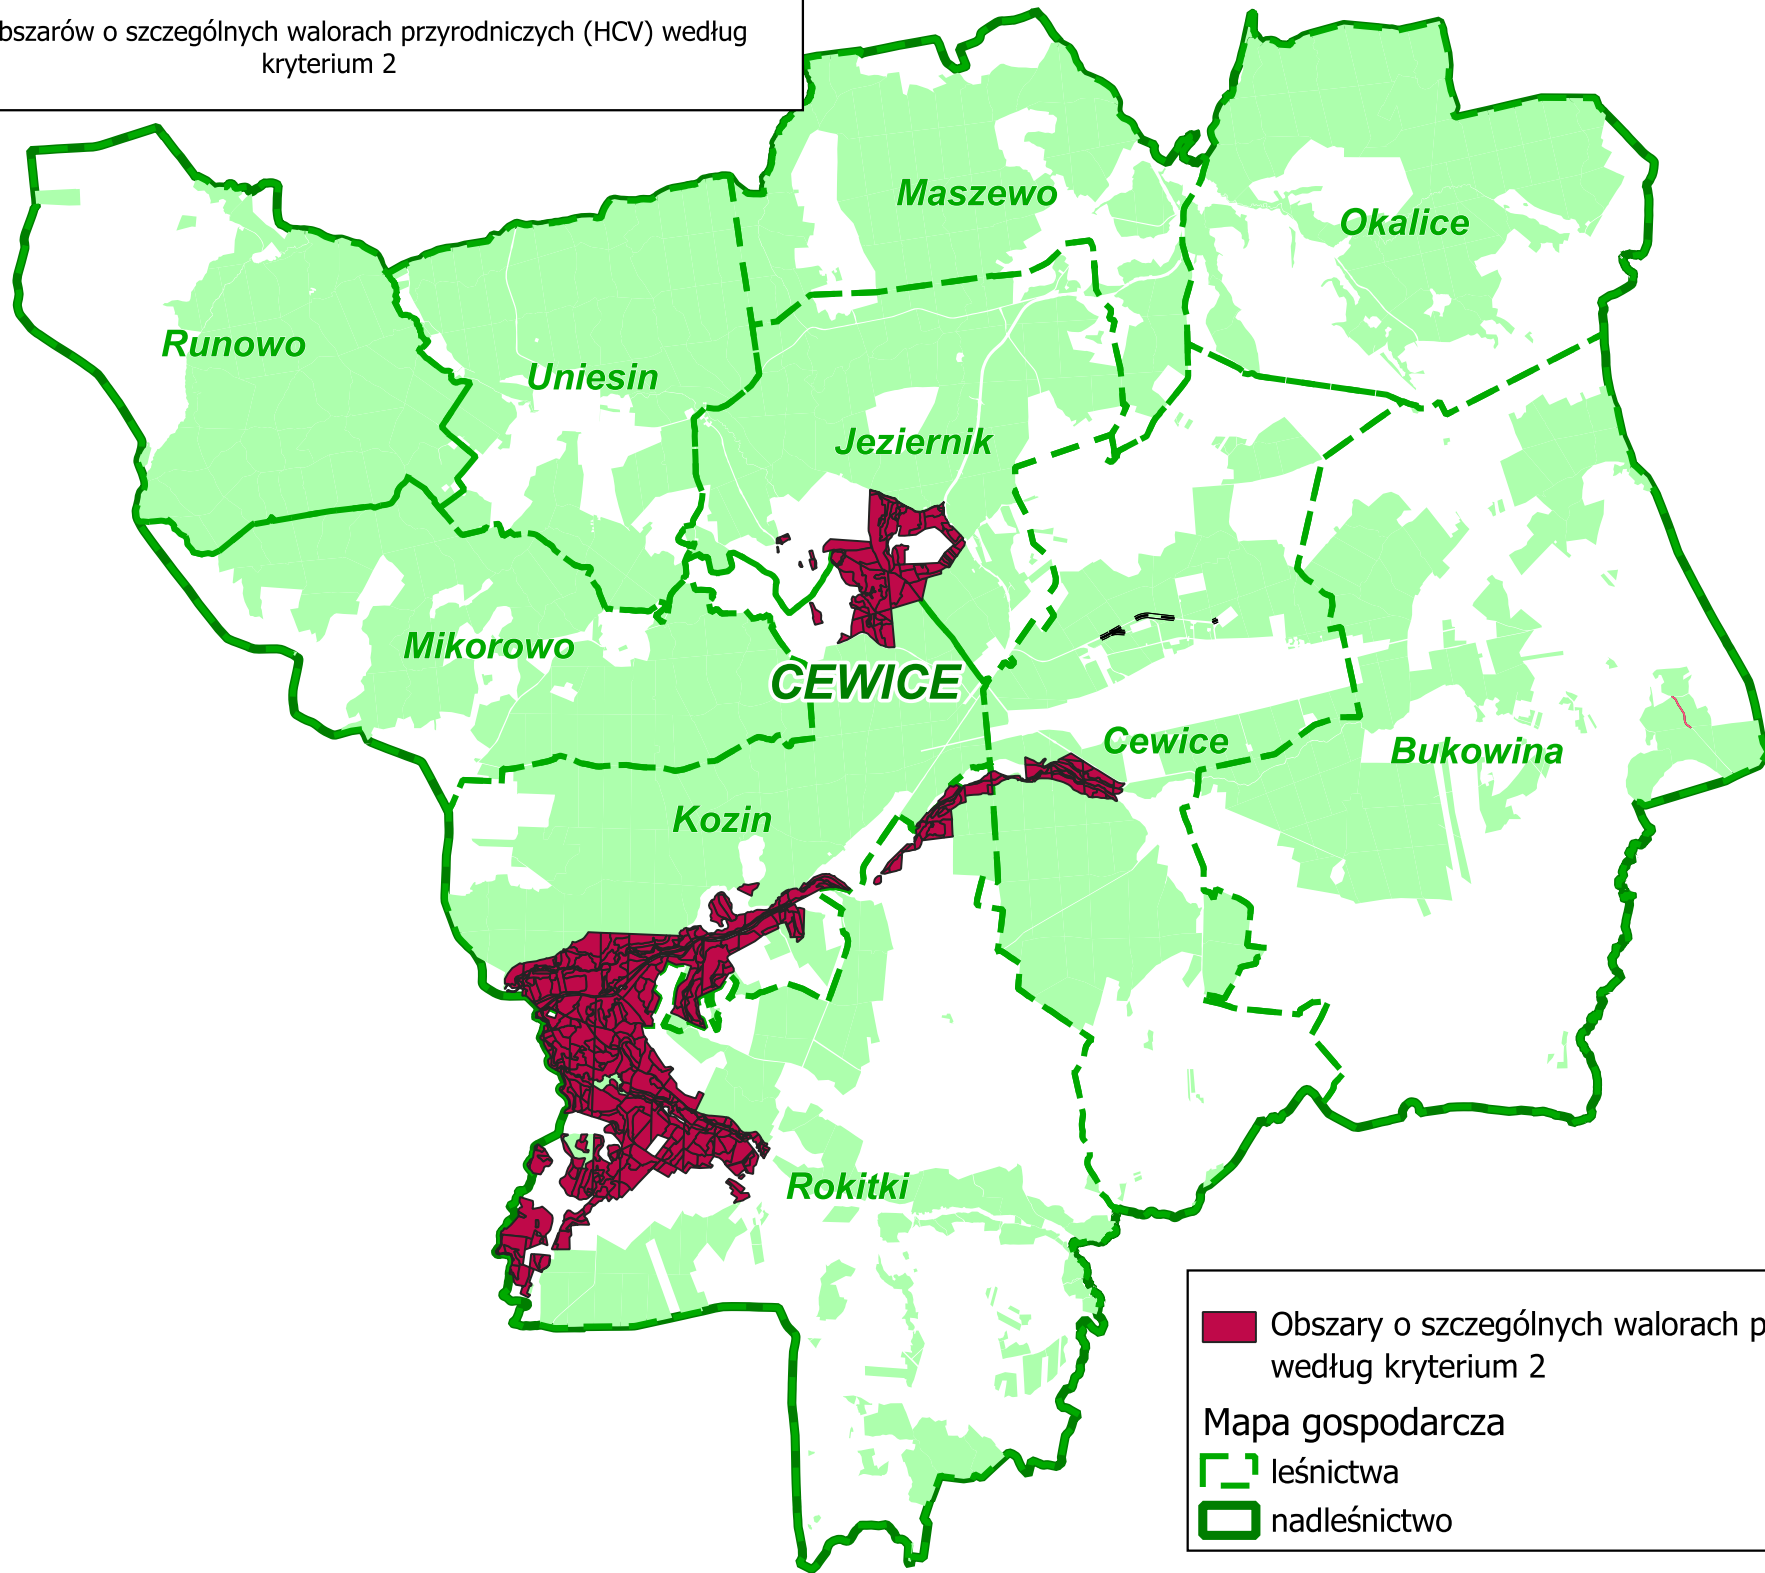 obszarów o szczególnych walorach przyrodniczych (HCV) według
kryterium 2
Maszewo
Okalice
Runowo
Uniesin
Jeziernik
Mikorowo
CEWICE
Cewice
Bukowina
Kozin
Rokitki
Obszary o szczególnych walorach p
według kryterium 2
Mapa gospodarcza
leśnictwa
nadleśnictwo